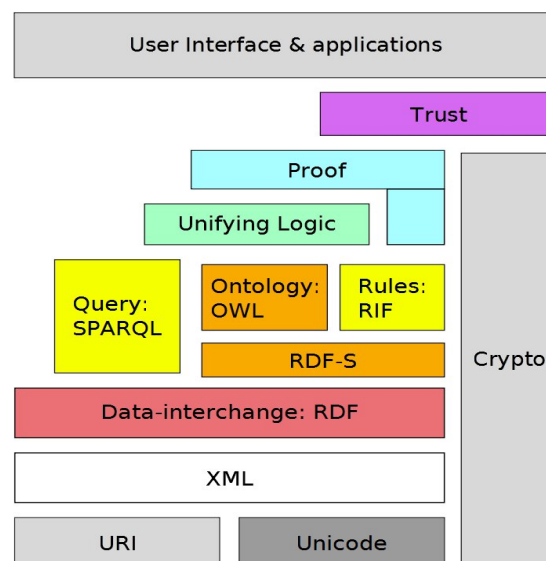 User Interface & applications
Trust
Proof
Unifying Logic
Query:
SPARQL
Ontology:
OWL
Rules:
RIF
RDF-S
Crypto
Data-interchange: RDF
XML
URI
Unicode